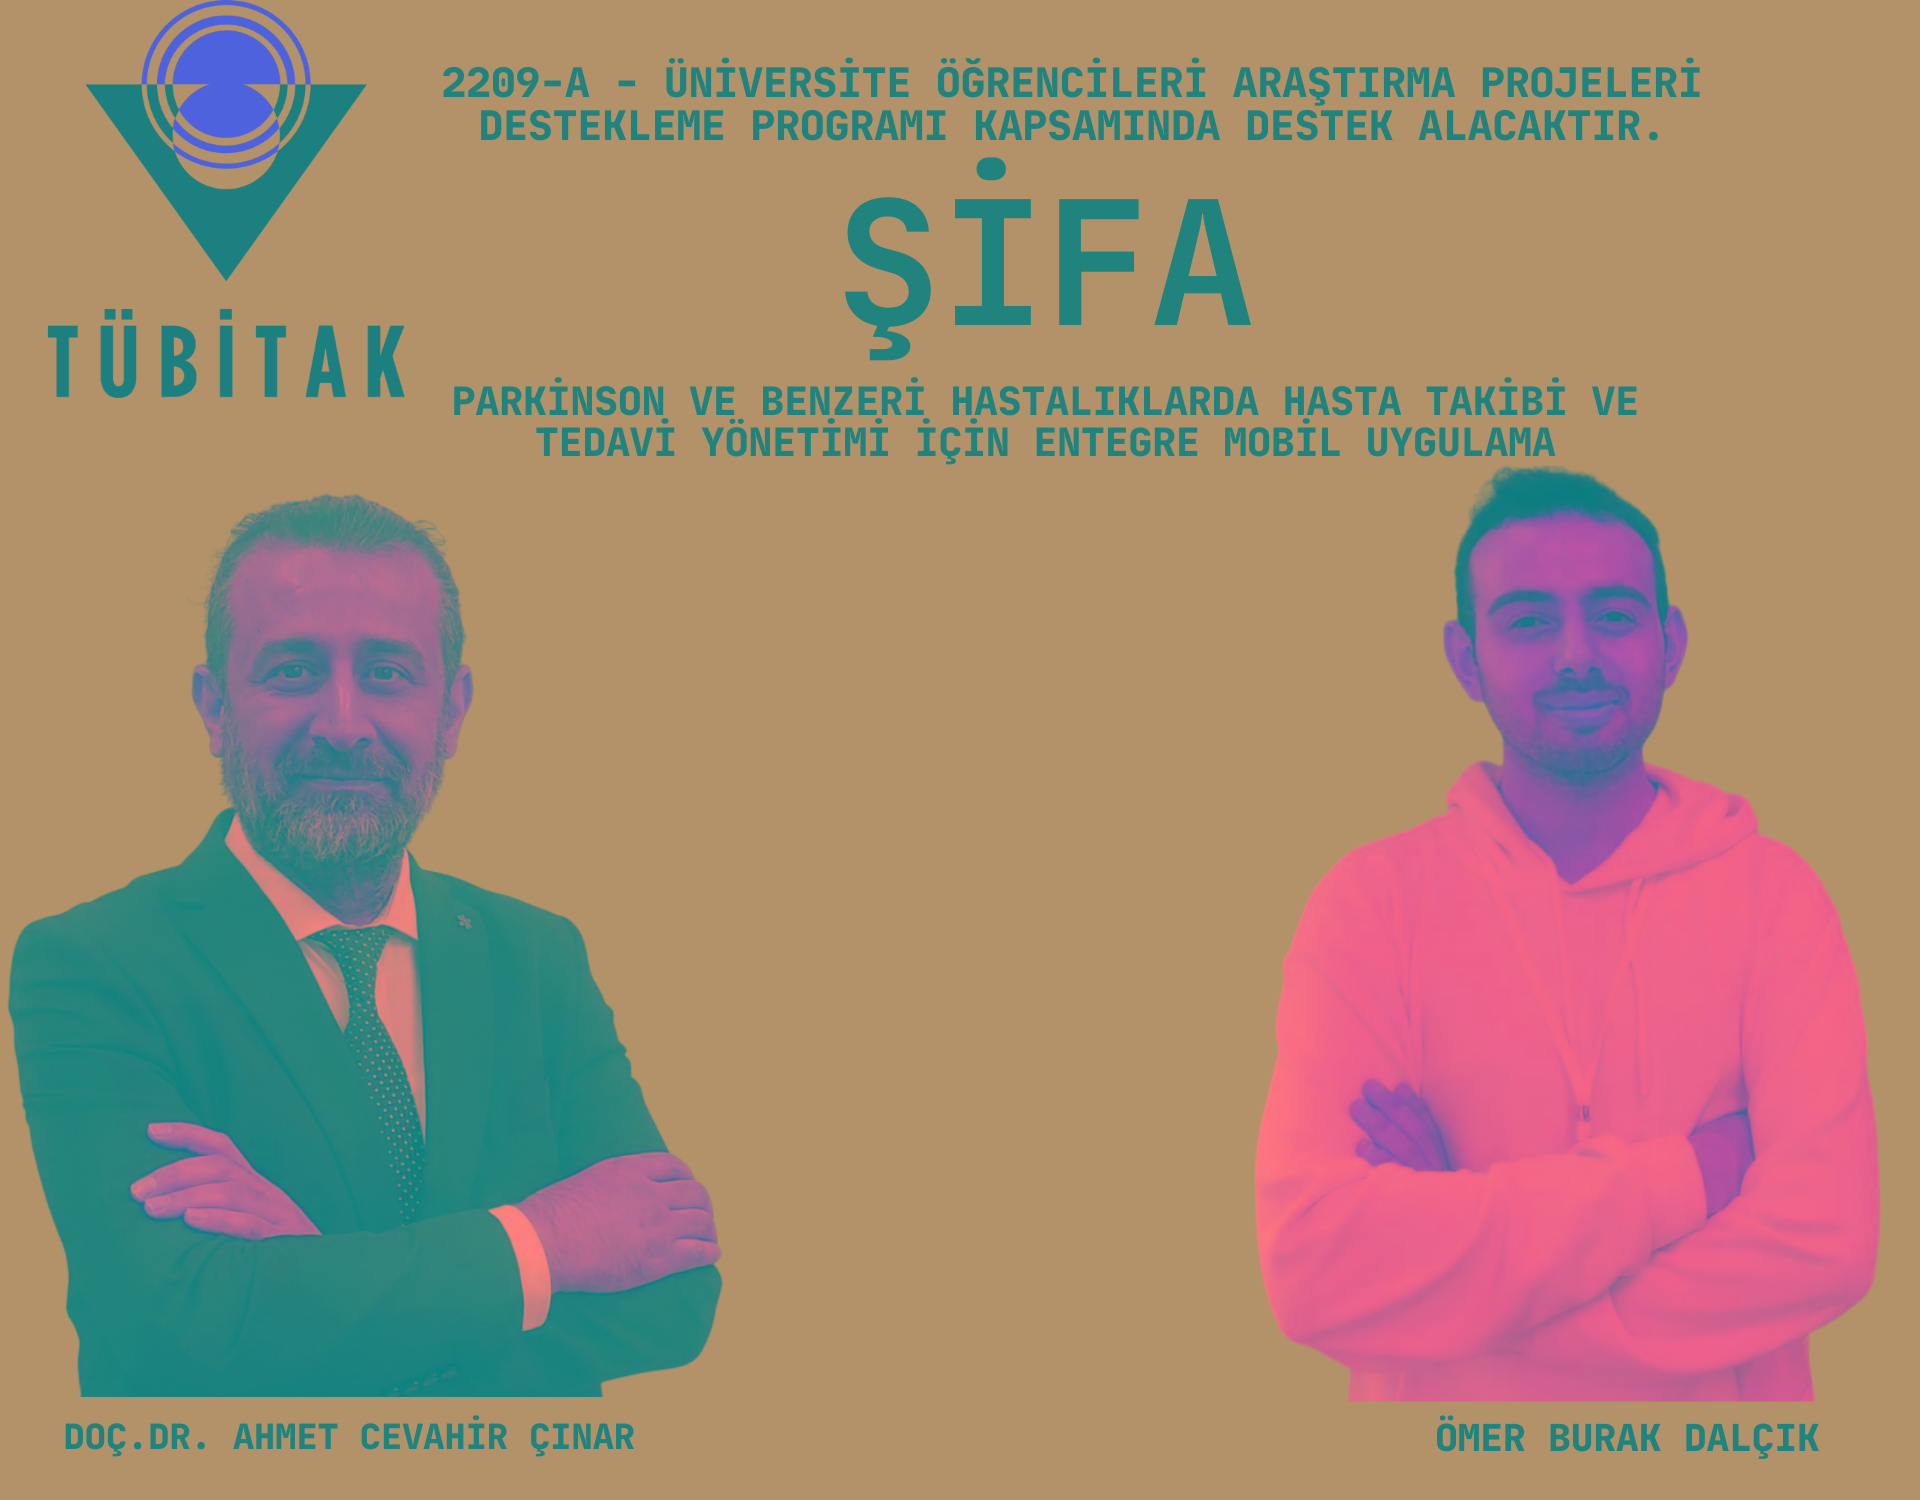 2209-A - ÜNİVERSİTE ÖĞRENCİLERİ ARAŞTIRMA PROJELERİ
DESTEKLEME PROGRAMI KAPSAMINDA DESTEK ALACAKTIR.
ŞİFA
TÜBİTAK
PARKİNSON VE BENZERİ HASTALIKLARDA HASTA TAKİBİ VE
TEDAVİ YÖNETİMİ İÇİN ENTEGRE MOBİL UYGULAMA
DOÇ.DR. AHMET CEVAHİR ÇINAR
ÖMER BURAK DALÇIK